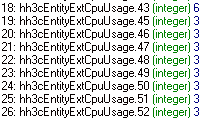 18: hh3cEntityExtCpuUsage.43 (integer) 6
19: hh3cEntityExtCpuUsage.45 (integer) 3
20: hh3cEntityExtCpuUsage.46 (integer) 3
21: hh3cEntityExtCpuUsage.47 (integer) 3
22: hh3cEntityExtCpuUsage.48 (integer) 3
23: hh3cEntityExtCpuUsage.49 (integer) 3
24: hh3cEntityExtCpuUsage.50 (integer) 3
25: hh3cEntityExtCpuUsage.51 (integer) 3
26: hh3cEntityExtCpuUsage.52 (integer) 3